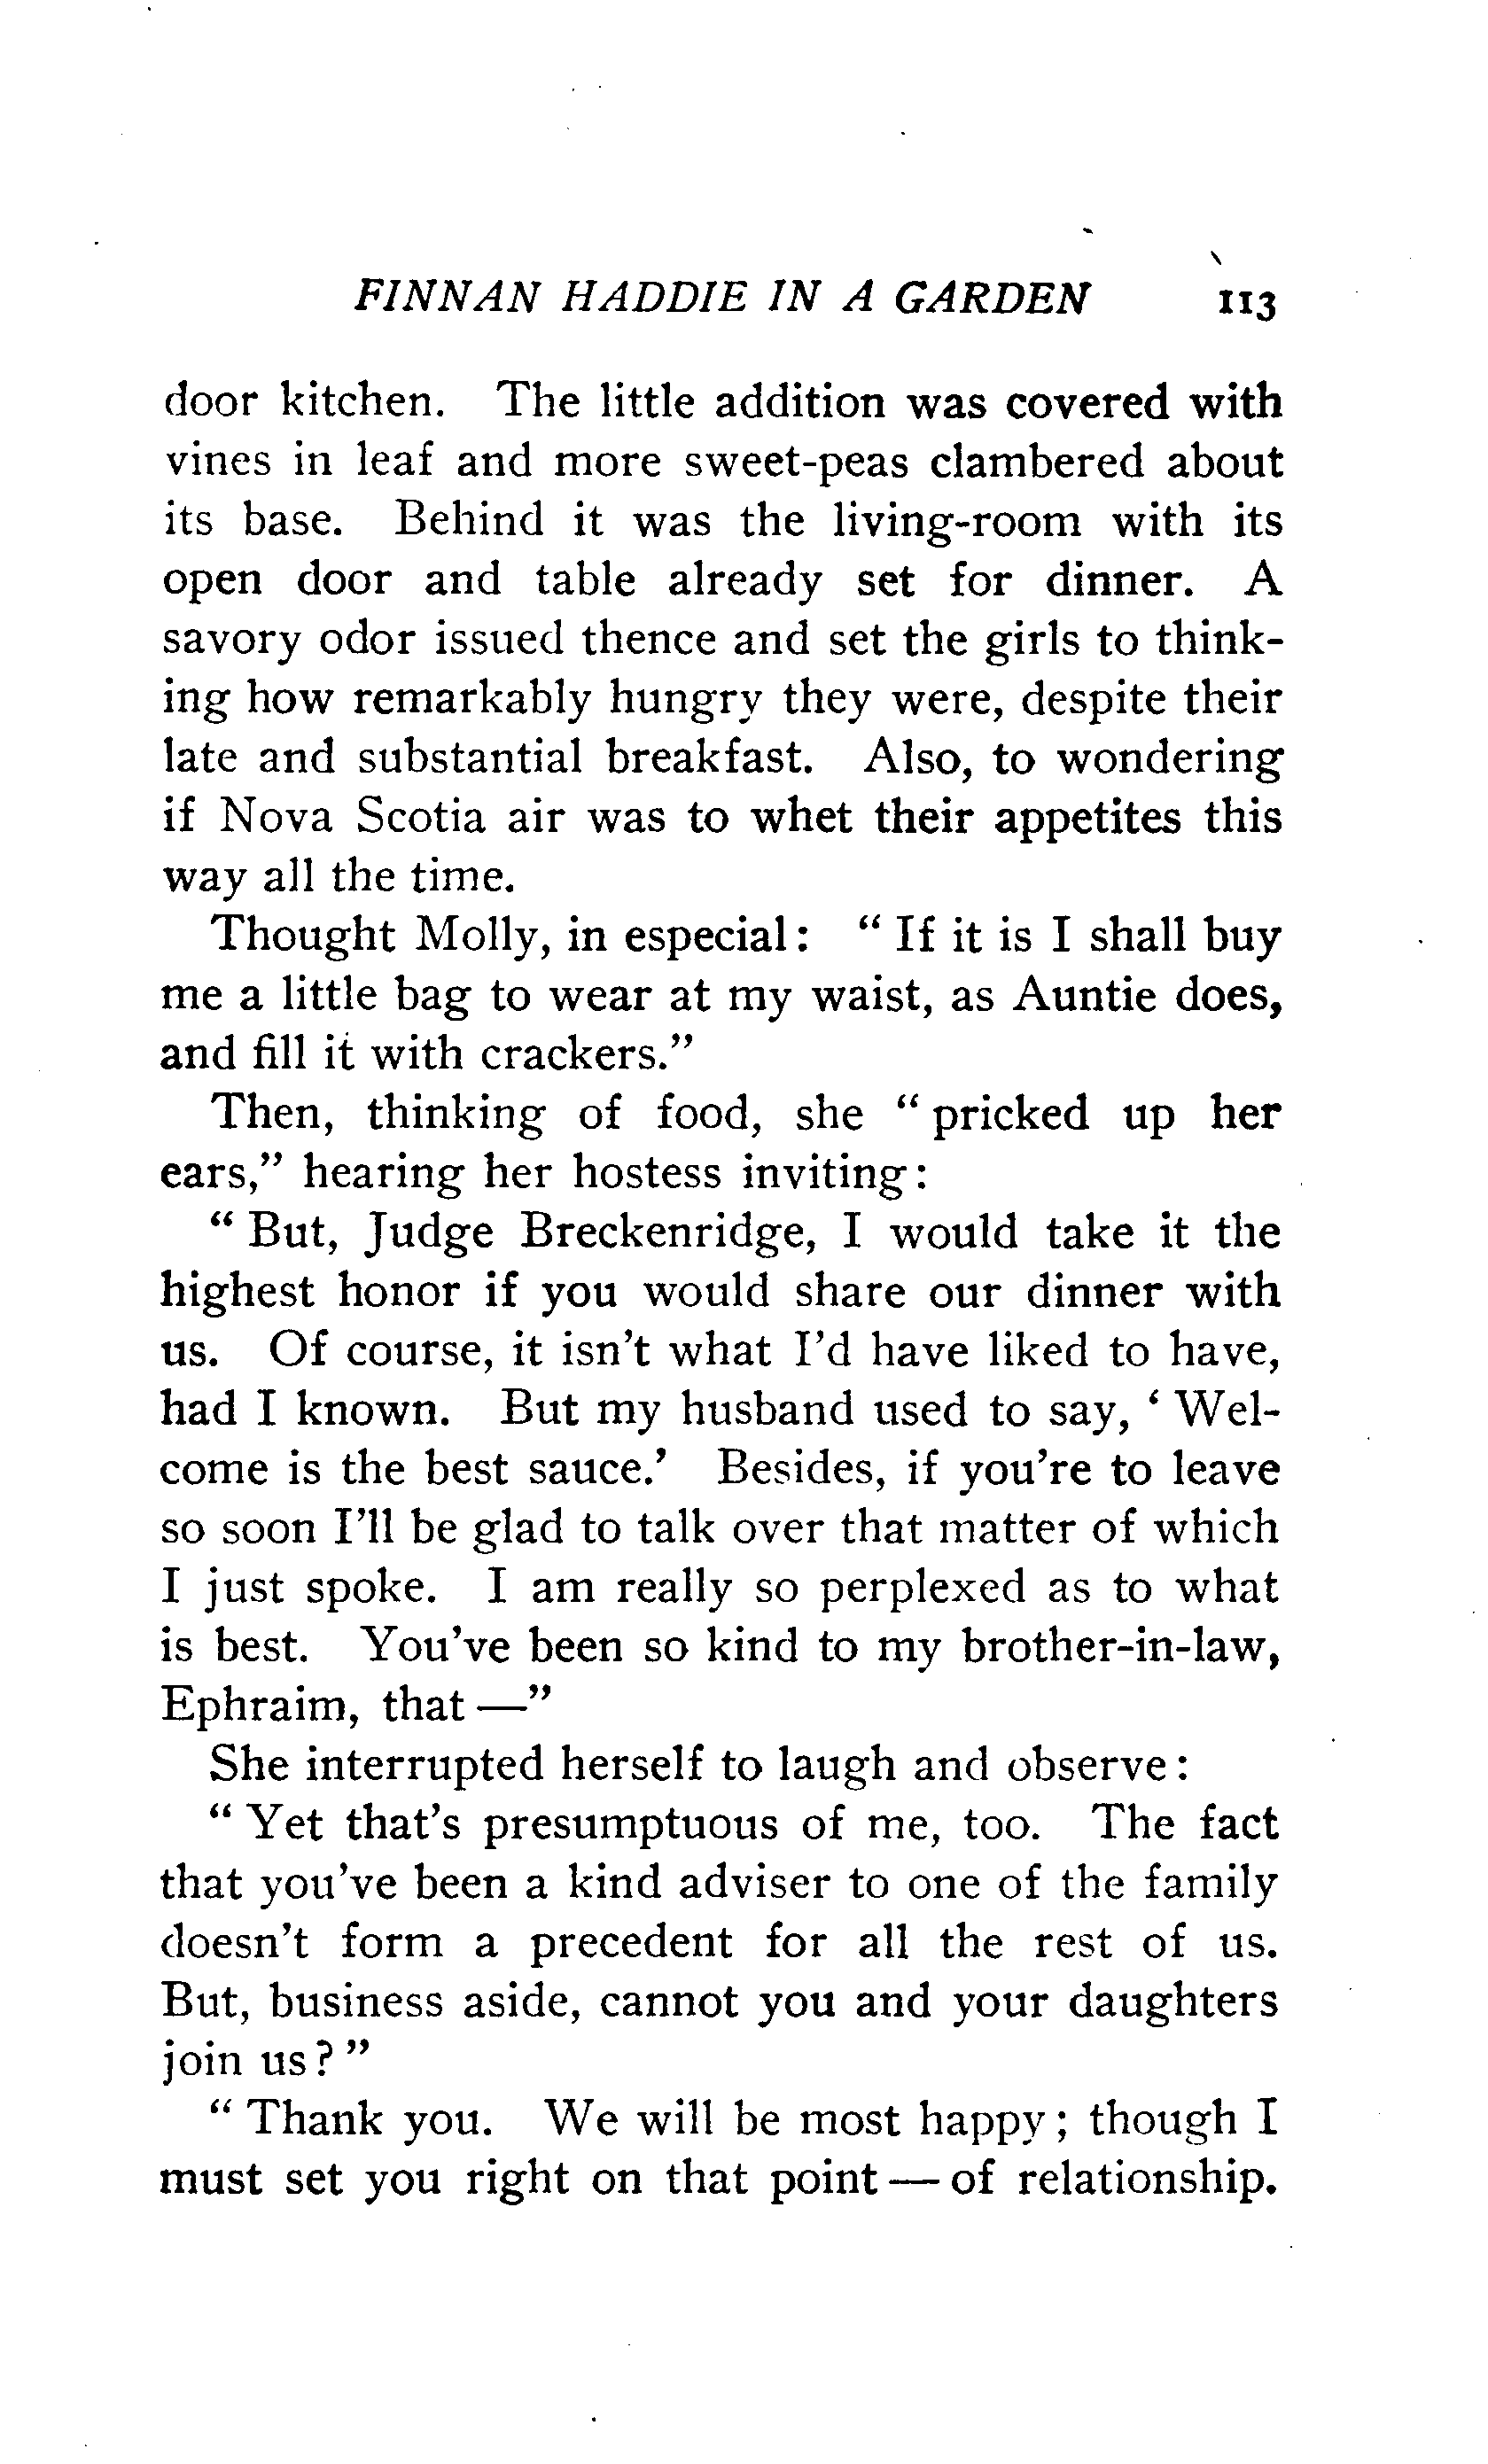 FINNAN HADDIE IN A GARDEN 113
door kitchen. The little addition was covered with
vines in leaf and more sweet-peas clambered about
its base. Behind it was the living-room with its
open door and table already set for dinner. A
savory odor issued thence and set the girls to think-
ing how remarkably hungry they were, despite their
late and substantial breakfast. Also, to wondering
if Nova Scotia air was to whet their appetites this
way all the time.
Thought Molly, in especial: " If it is I shall buy
me a little bag to wear at my waist, as Auntie does,
and fill it with crackers."
Then, thinking of food, she " pricked up her
ears," hearing her hostess inviting:
" But, Judge Breckenridge, I would take it the
highest honor if you would share our dinner with
us. Of course, it isn't what I'd have liked to have,
had I known. But my husband used to say, ' Wel-
come is the best sauce.' Besides, if you're to leave
so soon I'll be glad to talk over that matter of which
I just spoke. I am really so perplexed as to what
is best. You've been so kind to my brother-in-law,
Ephraim, that —"
She interrupted herself to laugh and observe:
" Yet that's presumptuous of me, too. The fact
that you've been a kind adviser to one of the family
doesn't form a precedent for all the rest of us.
But, business aside, cannot you and your daughters
join us? "
" Thank you. We will be most happy; though I
must set you right on that point — of relationship.